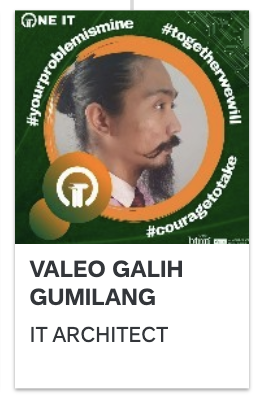 ONE IT
#yourproblemismine
#togetherwewill
#couragetotake
VALEO GALIH
GUMILANG
IT ARCHITECT